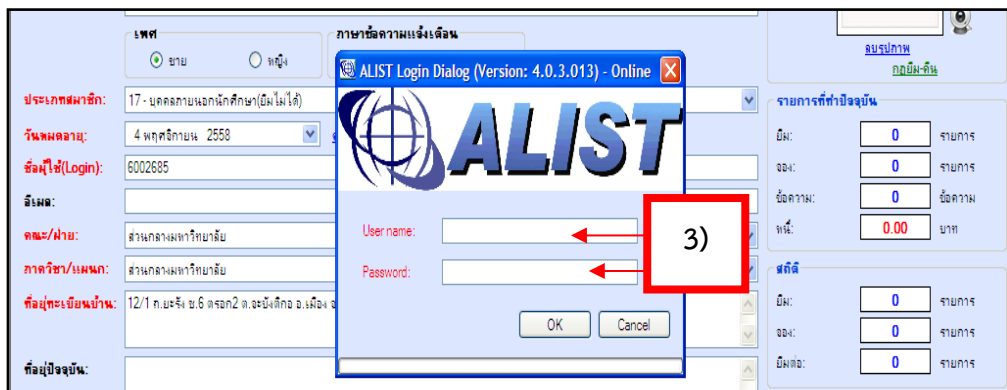 เพศ
ชาย
หญิง
ภาษาข้อความแจ้งเตือน
ลบรูปภาพ
กฎยืม-คืน
ALIST Login Dialog (Version: 4.0.3.013) - Online
ALIST
User name:
Password:
OK
Cancel
3)
ประเภทสมาชิก:
17 - บุคคลภายนอกนักศึกษา(ยืมไม่ได้)
วันหมดอายุ:
4 พฤศจิกายน 2558
ชื่อผู้ใช้(Login):
6002685
อีเมล:
คณะ/ฝ่าย:
ส่วนกลางมหาวิทยาลัย
ภาควิชา/แผนก:
ส่วนกลางมหาวิทยาลัย
ที่อยู่ทะเบียนบ้าน:
12/1 ถ.ยะรัง ซ.6 ตรอก2 ต.จะบังติกอ อ.เมือง
ที่อยู่ปัจจุบัน:
รายการที่ทำปัจจุบัน
ยืม: 0 รายการ
จอง: 0 รายการ
ข้อความ: 0 ข้อความ
หนี้: 0.00 บาท
สถิติ
ยืม: 0 รายการ
จอง: 0 รายการ
ยืมต่อ: 0 รายการ